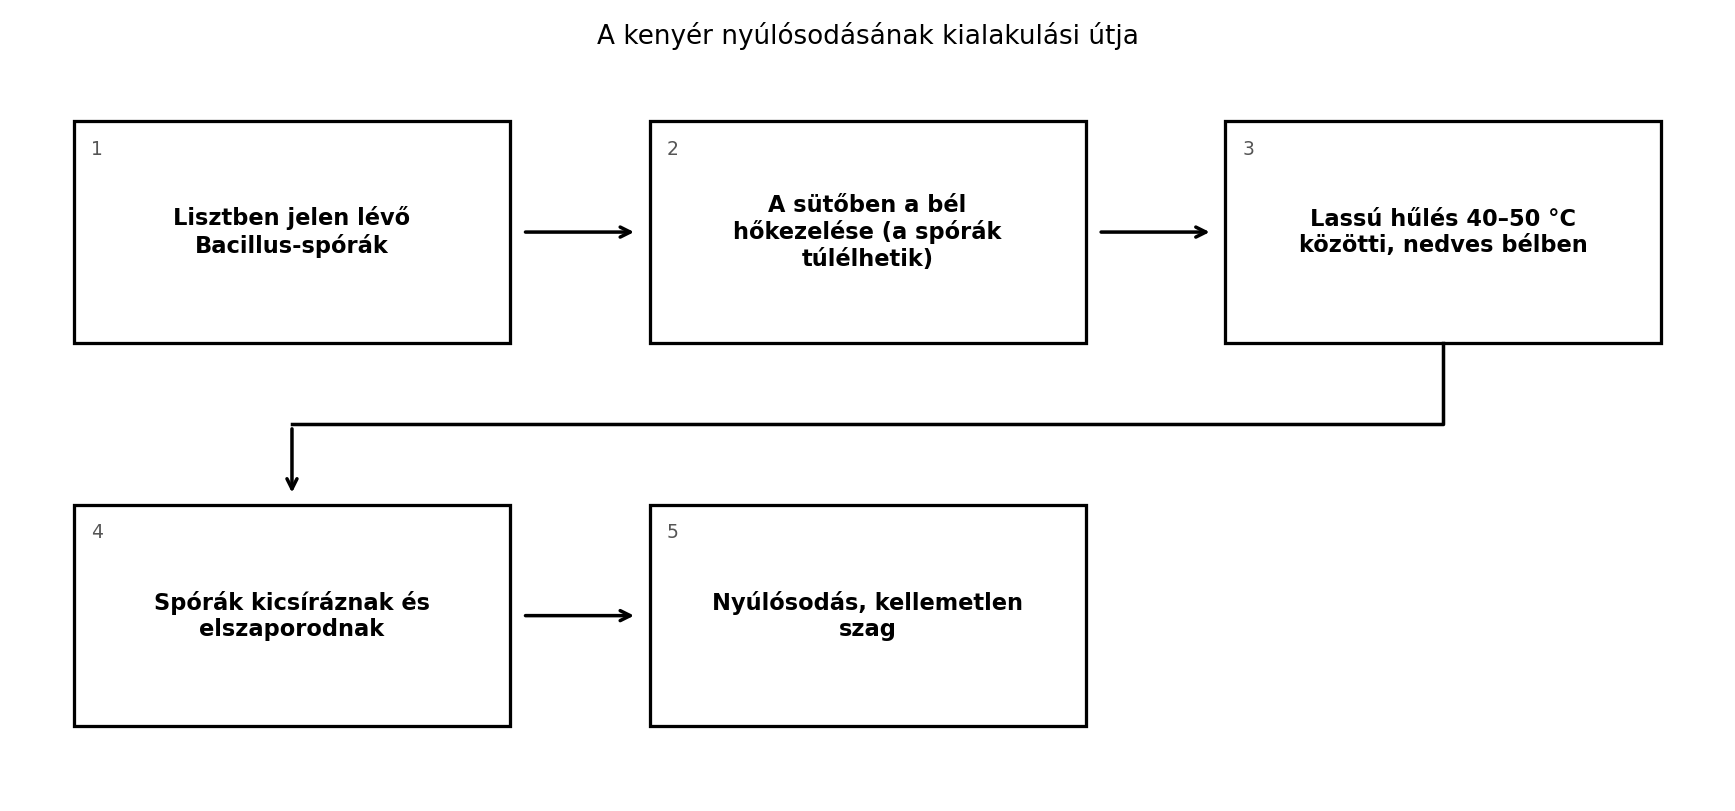 A kenyér nyúlósodásának kialakulási útja
1
Lisztben jelen lévő
Bacillus-spórák
2
A sütőben a bél
hőkezelése (a spórák
túlélhetik)
3
Lassú hűlés 40–50 °C
közötti, nedves bélben
4
Spórák kicsíráznak és
elszaporodnak
5
Nyúlósodás, kellemetlen
szag